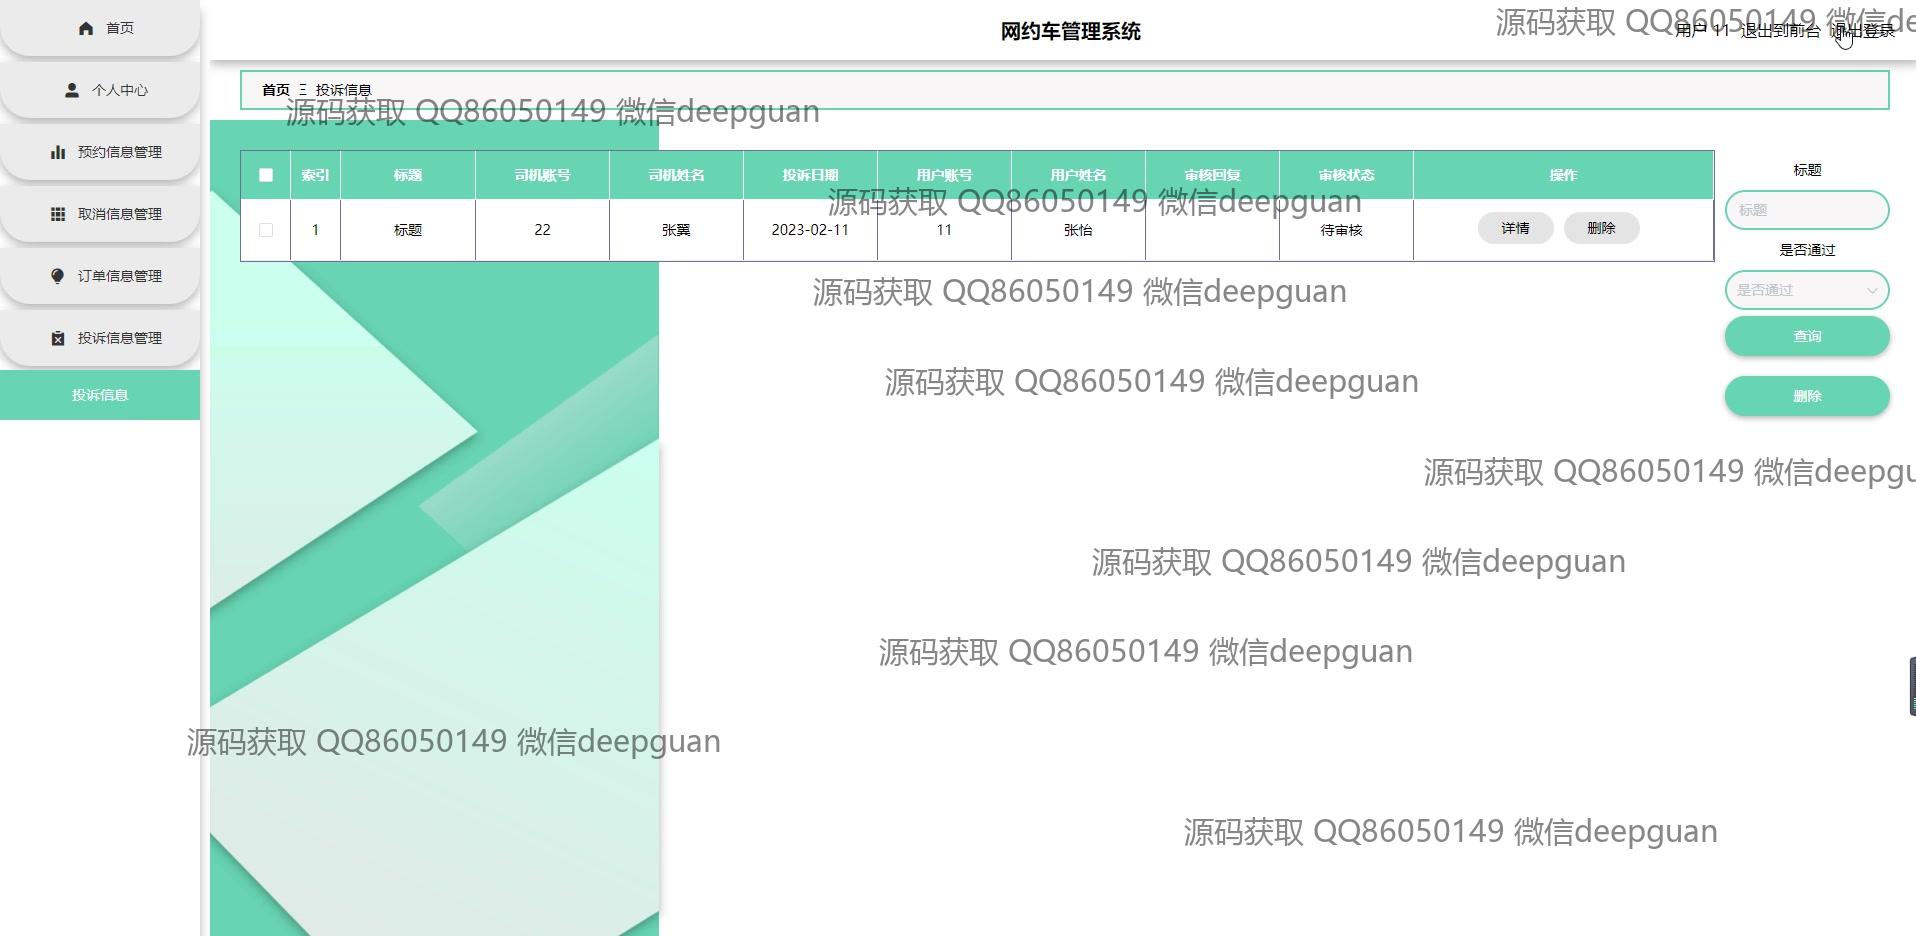 网约车管理系统
源码获取 QQ86050149 微信de
用户 11 退出到前台 退出登录
首页
个人中心
预约信息管理
取消信息管理
订单信息管理
投诉信息管理
投诉信息
首页 Ξ 投诉信息
源码获取 QQ86050149 微信deepguan
索引 标题 司机账号 司机姓名 投诉日期 用户账号 用户姓名 审核回复 审核状态 操作
源码获取 QQ86050149 微信deepguan
1 标题 22 张翼 2023-02-11 11 张怡 待审核 详情 删除
标题
标题
是否通过
是否通过
查询
删除
源码获取 QQ86050149 微信deepguan
源码获取 QQ86050149 微信deepguan
源码获取 QQ86050149 微信deepgu
源码获取 QQ86050149 微信deepguan
源码获取 QQ86050149 微信deepguan
源码获取 QQ86050149 微信deepguan
源码获取 QQ86050149 微信deepguan